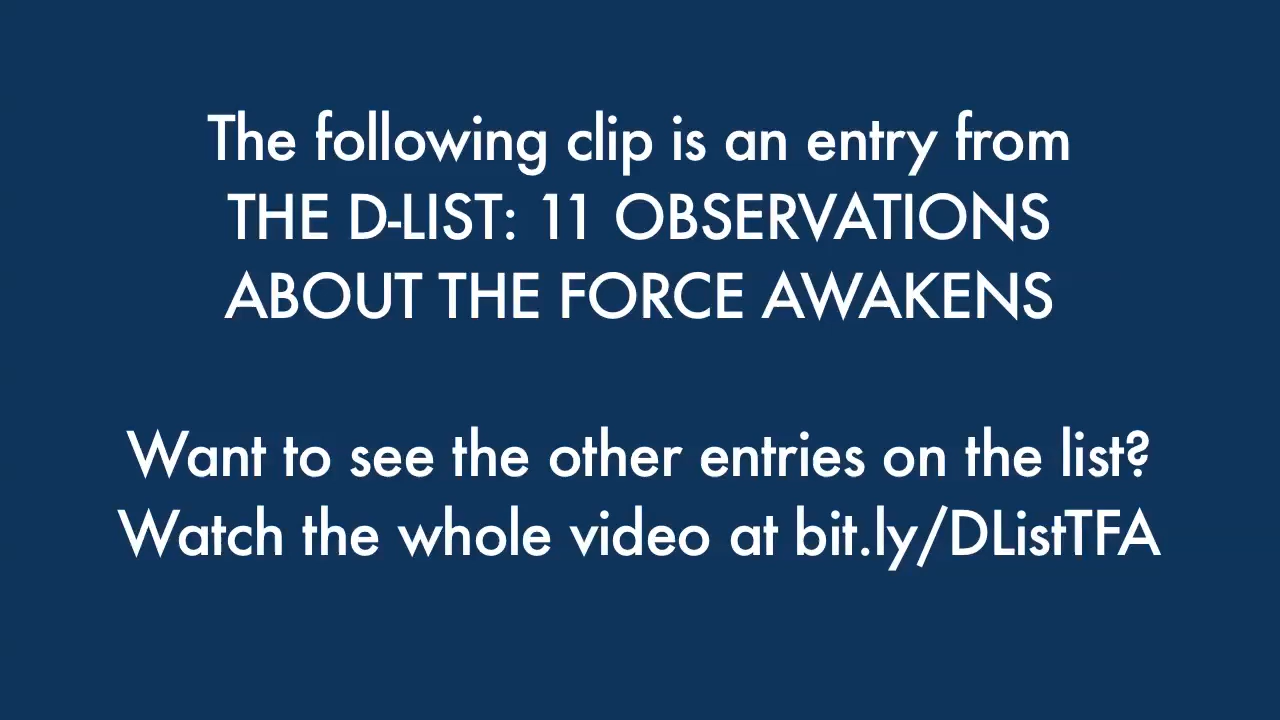 The following clip is an entry from
THE D-LIST: 11 OBSERVATIONS
ABOUT THE FORCE AWAKENS
Want to see the other entries on the list?
Watch the whole video at bit.ly/DListTFA